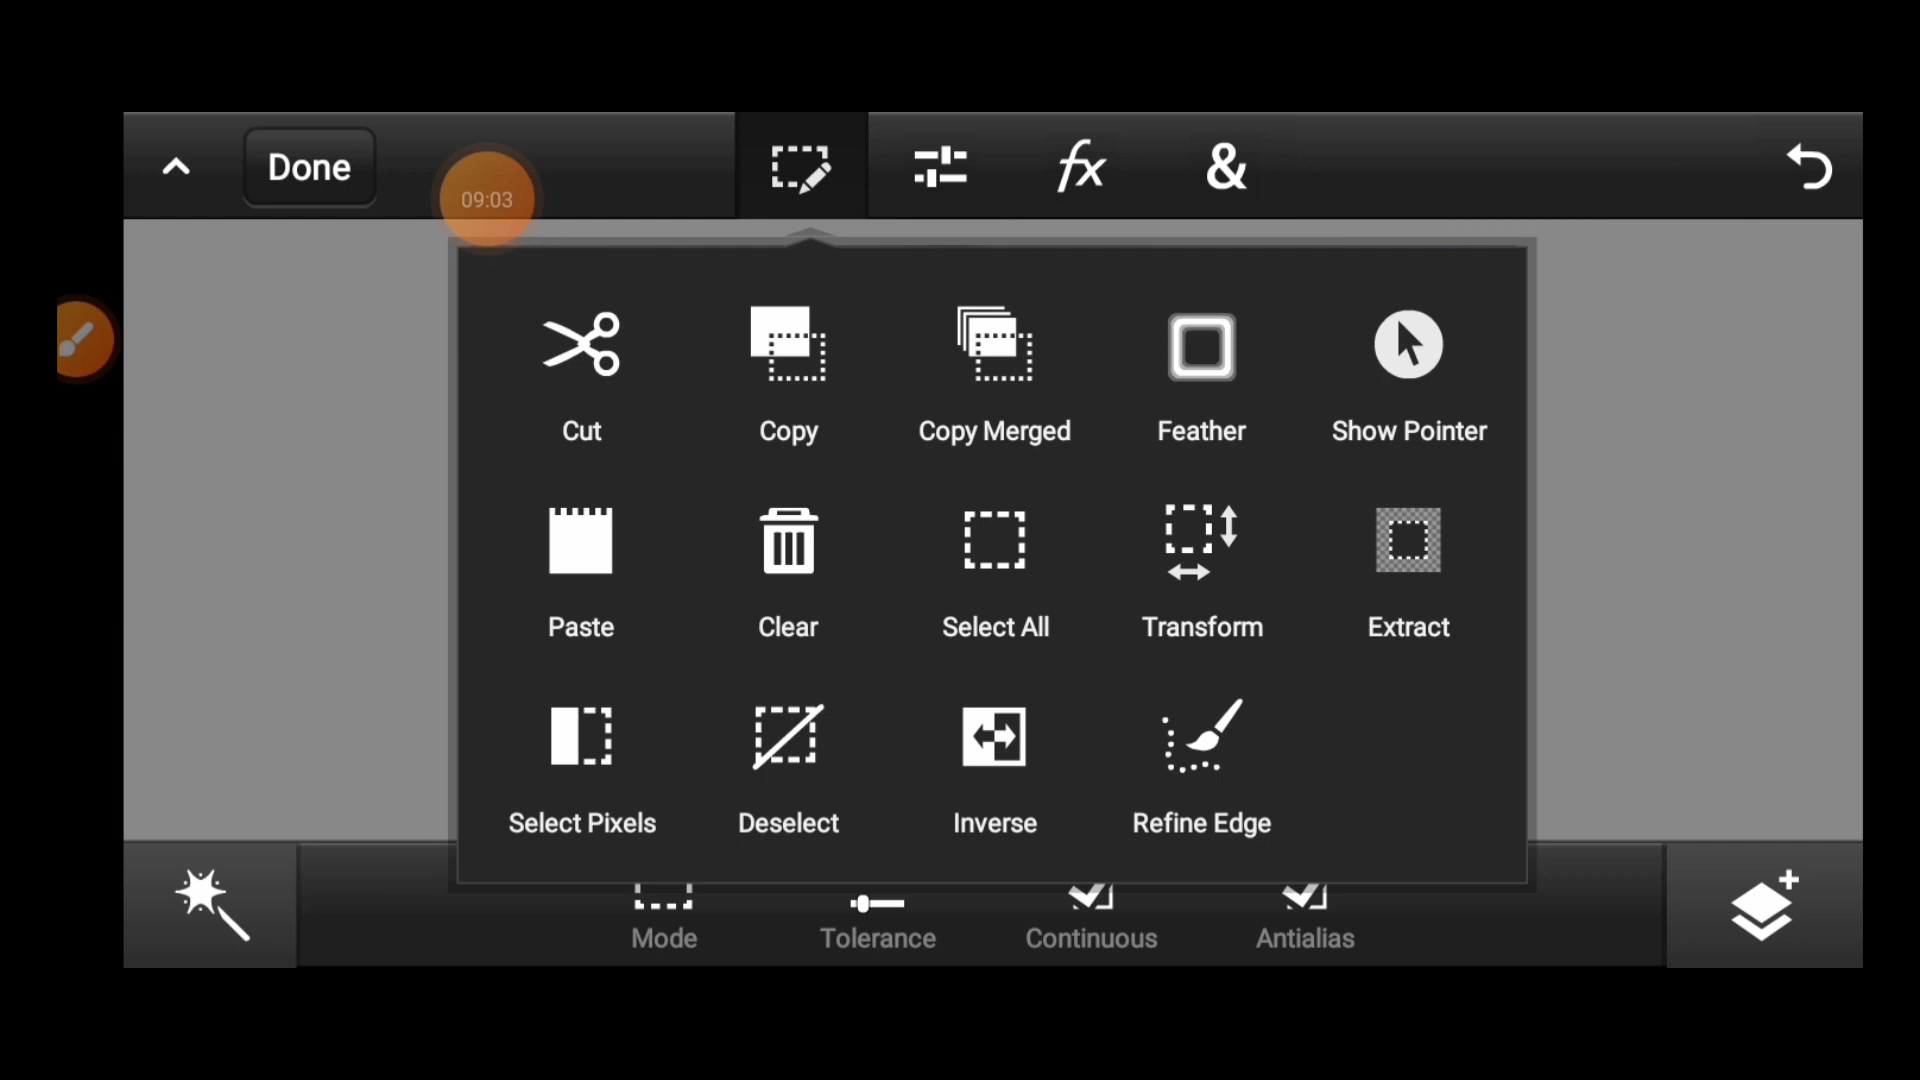 Done
09:03
fx
&
Cut
Copy
Copy Merged
Feather
Show Pointer
Paste
Clear
Select All
Transform
Extract
Select Pixels
Deselect
Inverse
Refine Edge
Mode
Tolerance
Continuous
Antialias